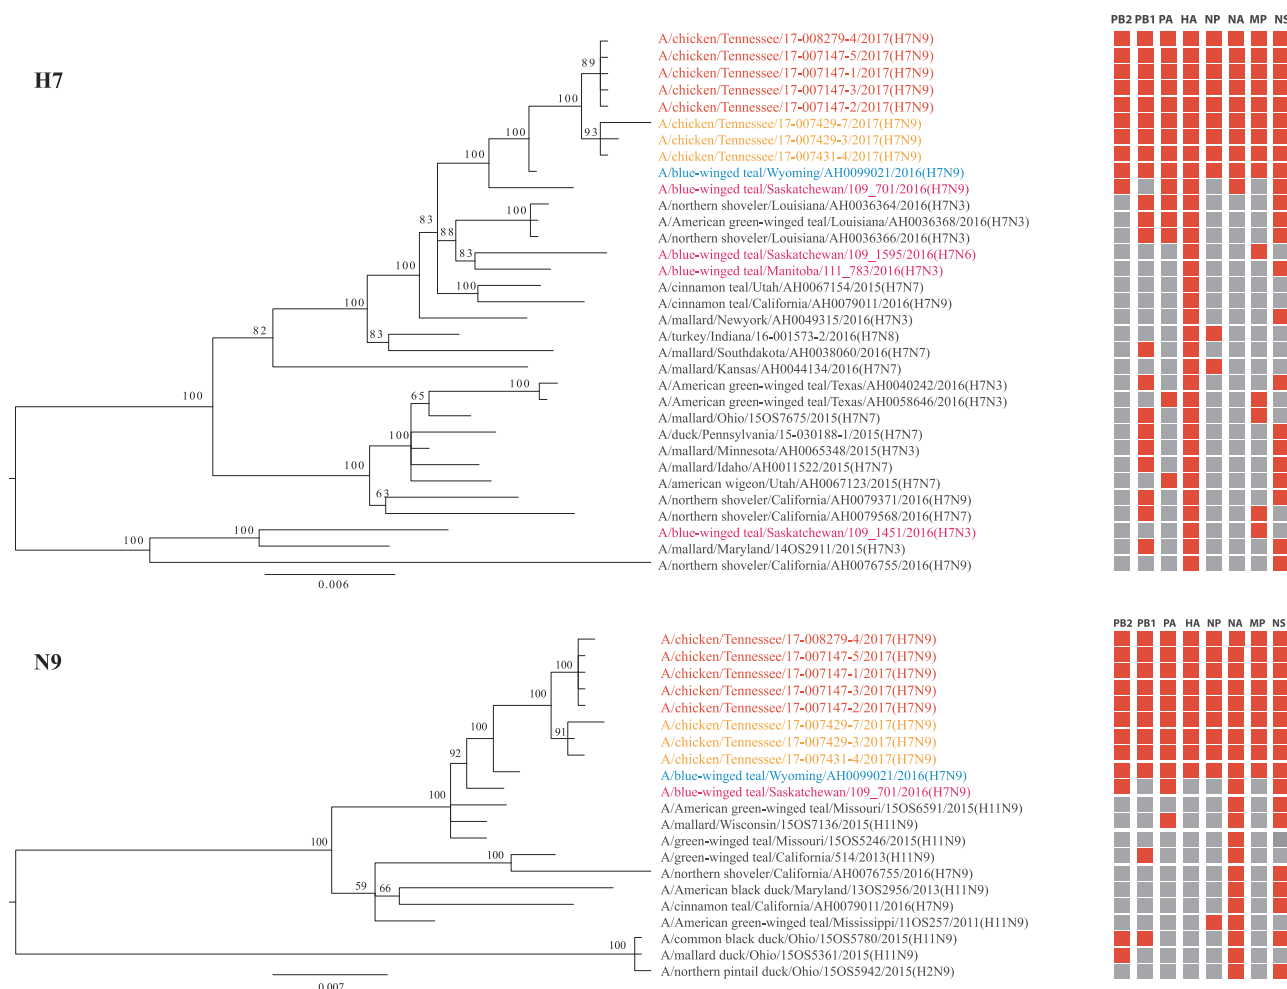 PB2 PB1 PA HA NP NA MP NS
H7
A/chicken/Tennessee/17-008279-4/2017(H7N9)
A/chicken/Tennessee/17-007147-5/2017(H7N9)
89
A/chicken/Tennessee/17-007147-1/2017(H7N9)
A/chicken/Tennessee/17-007147-3/2017(H7N9)
100
A/chicken/Tennessee/17-007147-2/2017(H7N9)
A/chicken/Tennessee/17-007429-7/2017(H7N9)
100 93
A/chicken/Tennessee/17-007429-3/2017(H7N9)
100
A/chicken/Tennessee/17-007431-4/2017(H7N9)
A/blue-winged teal/Wyoming/AH0099021/2016(H7N9)
A/blue-winged teal/Saskatchewan/109_701/2016(H7N9)
A/northern shoveler/Louisiana/AH0036364/2016(H7N3)
83 100
A/American green-winged teal/Louisiana/AH0036368/2016(H7N3)
88
A/northern shoveler/Louisiana/AH0036366/2016(H7N3)
83
A/blue-winged teal/Saskatchewan/109_1595/2016(H7N6)
100
A/blue-winged teal/Manitoba/111_783/2016(H7N3)
100
A/cinnamon teal/Utah/AH0067154/2015(H7N7)
100
A/cinnamon teal/California/AH0079011/2016(H7N9)
A/mallard/Newyork/AH0049315/2016(H7N3)
82 83
A/turkey/Indiana/16-001573-2/2016(H7N8)
A/mallard/Southdakota/AH0038060/2016(H7N7)
A/mallard/Kansas/AH0044134/2016(H7N7)
100
A/American green-winged teal/Texas/AH0040242/2016(H7N3)
100 65
A/American green-winged teal/Texas/AH0058646/2016(H7N3)
A/mallard/Ohio/15OS7675/2015(H7N7)
100
A/duck/Pennsylvania/15-030188-1/2015(H7N7)
A/mallard/Minnesota/AH0065348/2015(H7N3)
100
A/mallard/Idaho/AH0011522/2015(H7N7)
A/american wigeon/Utah/AH0067123/2015(H7N7)
63
A/northern shoveler/California/AH0079371/2016(H7N9)
A/northern shoveler/California/AH0079568/2016(H7N7)
100
A/blue-winged teal/Saskatchewan/109_1451/2016(H7N3)
100
A/mallard/Maryland/14OS2911/2015(H7N3)
A/northern shoveler/California/AH0076755/2016(H7N9)
0.006
PB2 PB1 PA HA NP NA MP NS
N9
A/chicken/Tennessee/17-008279-4/2017(H7N9)
A/chicken/Tennessee/17-007147-5/2017(H7N9)
100
A/chicken/Tennessee/17-007147-1/2017(H7N9)
A/chicken/Tennessee/17-007147-3/2017(H7N9)
100
A/chicken/Tennessee/17-007147-2/2017(H7N9)
A/chicken/Tennessee/17-007429-7/2017(H7N9)
100 91
A/chicken/Tennessee/17-007429-3/2017(H7N9)
92
A/chicken/Tennessee/17-007431-4/2017(H7N9)
A/blue-winged teal/Wyoming/AH0099021/2016(H7N9)
A/blue-winged teal/Saskatchewan/109_701/2016(H7N9)
100
A/American green-winged teal/Missouri/15OS6591/2015(H11N9)
A/mallard/Wisconsin/15OS7136/2015(H11N9)
100
A/green-winged teal/Missouri/15OS5246/2015(H11N9)
100
A/green-winged teal/California/514/2013(H11N9)
A/northern shoveler/California/AH0076755/2016(H7N9)
59 66
A/American black duck/Maryland/13OS2956/2013(H11N9)
A/cinnamon teal/California/AH0079011/2016(H7N9)
A/American green-winged teal/Mississippi/11OS257/2011(H11N9)
100
A/common black duck/Ohio/15OS5780/2015(H11N9)
A/mallard duck/Ohio/15OS5361/2015(H11N9)
A/northern pintail duck/Ohio/15OS5942/2015(H2N9)
0.007